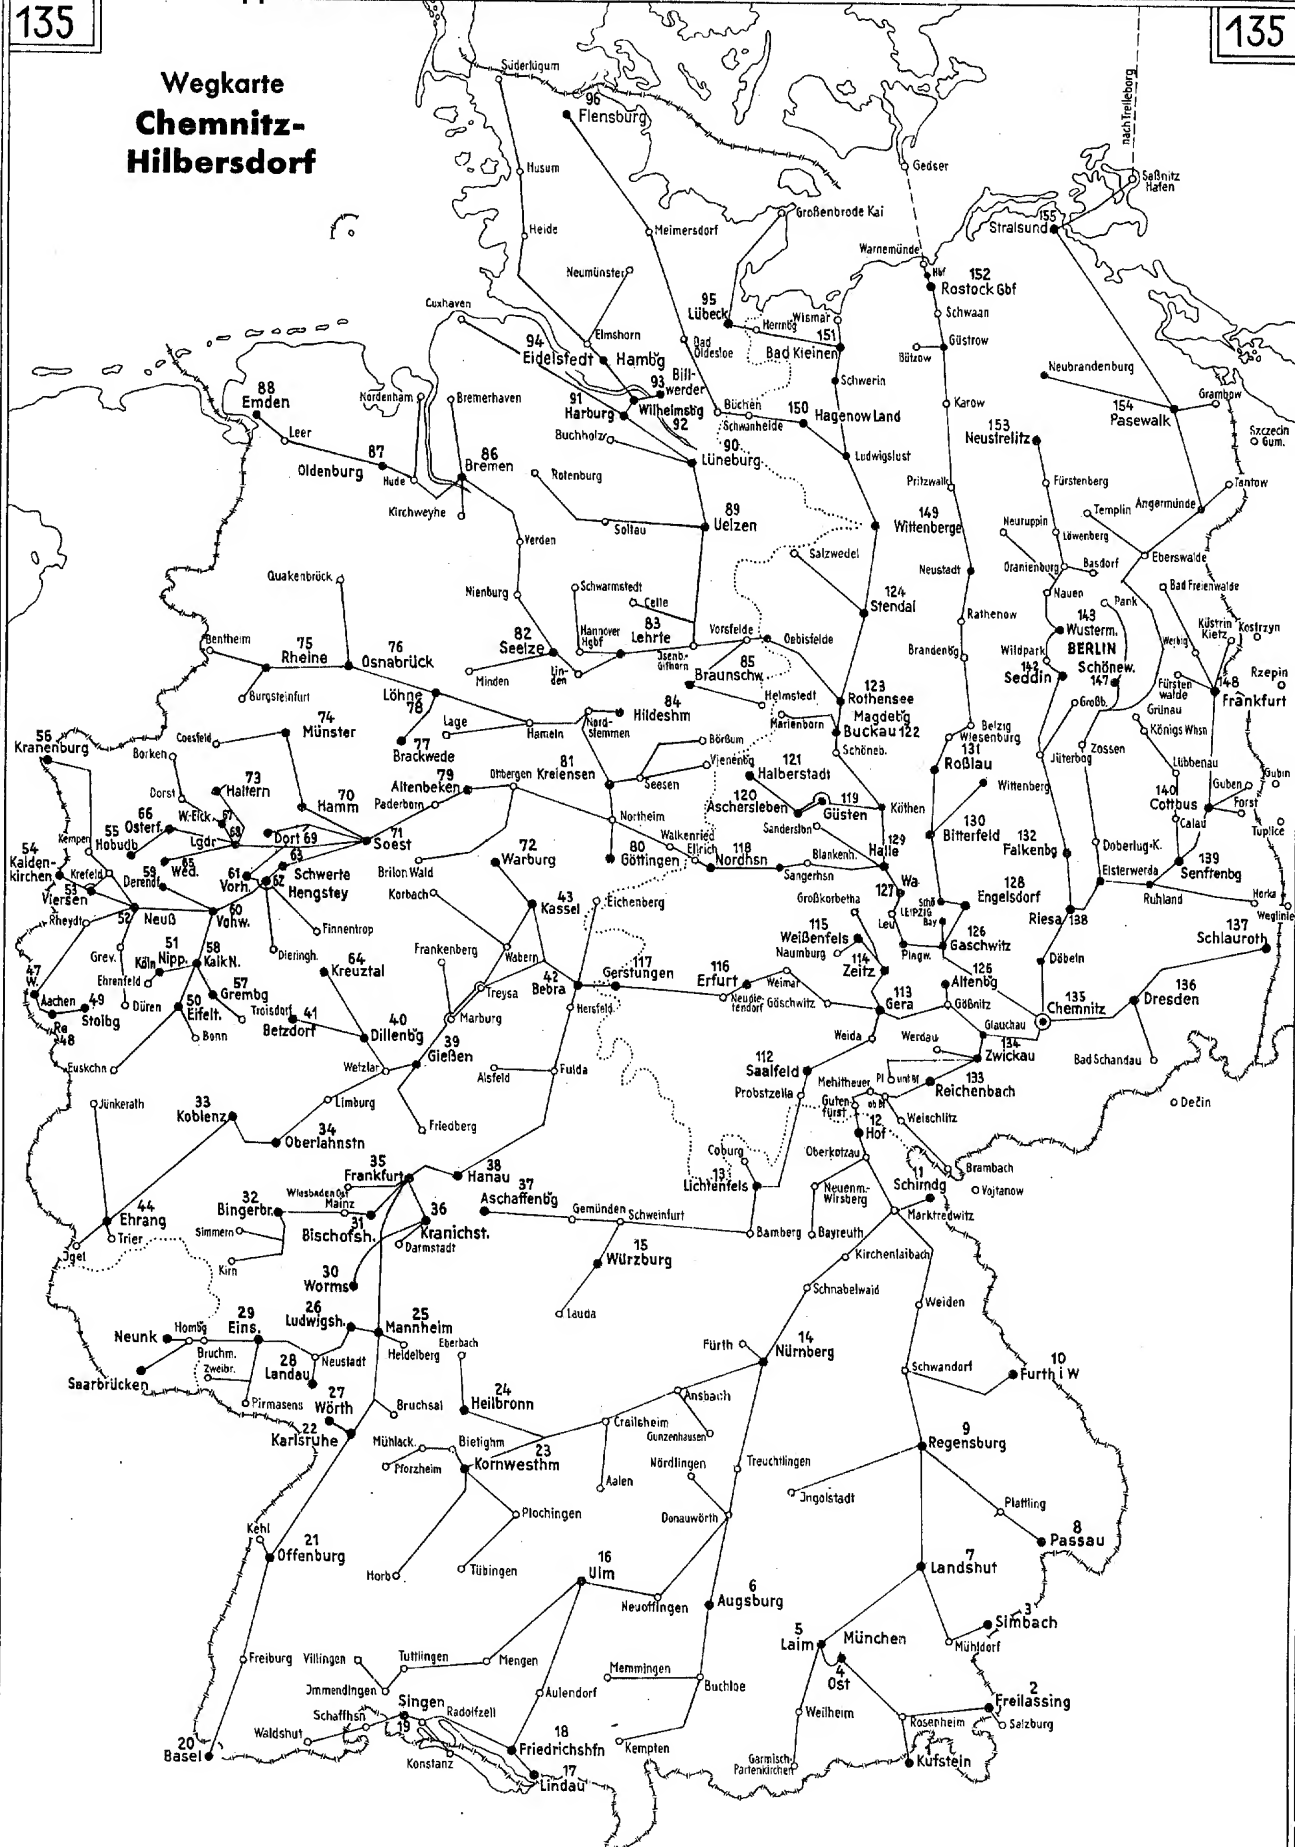 135
135
Wegkarte
Chemnitz-
Hilbersdorf
nach Trelleborg
Süderlügum
96
Flensburg
Husum
Heide
Meimersdorf
Neumünster
Großenbrode Kai
Gedser
Saßnitz
Hafen
155
Stralsund
Warnemünde
Hbf
152
Rostock Gbf
Schwaan
Güstrow
Bützow
Karow
Cuxhaven
94
Eidelstedt
Elmshorn
Hambg
93
Bill-
werder
91
Harburg
Wilhelmsbg
92
Buchholz
Bad
Oldesloe
95
Lübeck
Herrnbg
Wismar
151
Bad Kleinen
Schwerin
Büchen
Schwanheide
150
Hagenow Land
Ludwigslust
Neubrandenburg
154
Pasewalk
Grambow
Szczecin
Gum.
153
Neustrelitz
Tantow
Angermünde
Fürstenberg
Templin
Neuruppin
Löwenberg
Eberswalde
Oranienburg
Basdorf
Bad Freienwalde
Nauen
Pank
88
Emden
Leer
Nordenham
Bremerhaven
87
Oldenburg
Hude
86
Bremen
Kirchweyhe
Rotenburg
Soltau
90
Lüneburg
89
Uelzen
Verden
Nienburg
Pritzwalk
149
Wittenberge
Salzwedel
Neustadt
124
Stendal
Rathenow
Brandenbg
143
Wusterm.
BERLIN
Wildpark
142
Seddin
Schönew.
147
Werbig
Küstrin
Kietz
Kostrzyn
Rzepin
148
Frankfurt
Fürsten
walde
Quakenbrück
Bentheim
75
Rheine
76
Osnabrück
Burgsteinfurt
82
Seelze
Minden
Schwarmstedt
Celle
Hannover
Hgbf
83
Lehrte
Lin-
den
Isenb.-
Gifhorn
Vorsfelde
Oebisfelde
85
Braunschw.
Helmstedt
84
Hildeshm
Nord-
stemmen
Löhne
78
Lage
Hameln
77
Brackwede
Marienborn
123
Rothensee
Magdebg
Buckau 122
Schöneb.
Belzig
Wiesenburg
131
Roßlau
Großb.
Jüterbog
Zossen
Grünau
Königs Whsn
Lübbenau
140
Cottbus
Guben
Gubin
Forst
Tuplice
Calau
139
Senftenbg
56
Kranenburg
74
Münster
Coesfeld
Borken
73
Haltern
Dorst
W.-Eick.
67
68
Lgdr
66
Osterf.
65
Wed.
55
Hobudb
Kempen
Krefeld
54
Kalden-
kirchen
53
Viersen
Rheydt
52
Neuß
59
Derendf
60
Vohw.
61
Vorh.
62
Hengstey
63
Schwerte
Dort 69
70
Hamm
71
Soest
79
Altenbeken
Paderborn
Ottbergen
Kreiensen
81
Börßum
Vienenbg
Seesen
Northeim
80
Göttingen
Walkenried
Ellrich
118
Nordhsn
Sangerhsn
Blankenh.
121
Halberstadt
120
Aschersleben
119
Güsten
Sanderslbn
Köthen
129
Halle
Wittenberg
130
Bitterfeld
132
Falkenbg
Doberlug-K.
Elsterwerda
Ruhland
Horka
Wegliniec
137
Schlauroth
127
Wa
Leu
Schö
LEIPZIG
Bay
128
Engelsdorf
126
Gaschwitz
Plagw.
Riesa
138
Döbeln
72
Warburg
Brilon Wald
Korbach
43
Kassel
Eichenberg
Frankenberg
Wabern
Treysa
Marburg
42
Bebra
Hersfeld
117
Gerstungen
116
Erfurt
Neudie-
tendorf
Weimar
Göschwitz
Großkorbetha
115
Weißenfels
Naumburg
114
Zeitz
113
Gera
125
Altenbg
Gößnitz
Glauchau
135
Chemnitz
136
Dresden
Bad Schandau
Děčin
Weida
Werdau
134
Zwickau
133
Reichenbach
Finnentrop
Dieringh.
64
Kreuztal
Grev.
Ehrenfeld
Köln
51
Nipp.
58
Kalk N.
57
Grembg
Düren
50
Eifelt.
Bonn
Troisdorf
41
Betzdorf
40
Dillenbg
39
Gießen
Wetzlar
47
W.
Aachen
Ro
48
49
Stolbg
Euskchn
Jünkerath
33
Koblenz
Limburg
34
Oberlahnstn
Friedberg
Alsfeld
Fulda
112
Saalfeld
Probstzella
Mehltheuer
Pl
unt Bf
ob Bf
Guten-
fürst
Weischlitz
12
Hof
Oberkotzau
Brambach
Vojtanow
11
Schirndg
Marktredwitz
Neuenm.-
Wirsberg
Bayreuth
Kirchenlaibach
Schnabelwaid
Weiden
Coburg
13
Lichtenfels
Bamberg
35
Frankfurt
38
Hanau
37
Aschaffenbg
Wiesbaden Ost
Mainz
32
Bingerbr.
31
Bischofsh.
36
Kranichst.
Darmstadt
Gemünden
Schweinfurt
15
Würzburg
Lauda
44
Ehrang
Trier
Igel
Simmern
Kirn
30
Worms
26
Ludwigsh.
25
Mannheim
Heidelberg
Eberbach
Neunk
Hombg
29
Eins.
Bruchm.
Zweibr.
Saarbrücken
28
Landau
Neustadt
Pirmasens
27
Wörth
22
Karlsruhe
Bruchsal
24
Heilbronn
Fürth
14
Nürnberg
Ansbach
Crailsheim
Gunzenhausen
Schwandorf
10
Furth i W
9
Regensburg
Mühlack.
Bietighm
Pforzheim
23
Kornwesthm
Aalen
Nördlingen
Treuchtlingen
Ingolstadt
Plattling
8
Passau
Plochingen
Tübingen
Horb
Donauwörth
Kehl
21
Offenburg
16
Ulm
Neuoffingen
6
Augsburg
7
Landshut
3
Simbach
Mühldorf
5
Laim
München
4
Ost
Freiburg
Villingen
Tuttlingen
Mengen
Immendingen
Memmingen
Buchloe
Aulendorf
Weilheim
2
Freilassing
Salzburg
Rosenheim
1
Kufstein
Schaffhsn
Singen
19
Radolfzell
Waldshut
Konstanz
18
Friedrichshfn
17
Lindau
Kempten
Garmisch-
Partenkirchen
20
Basel